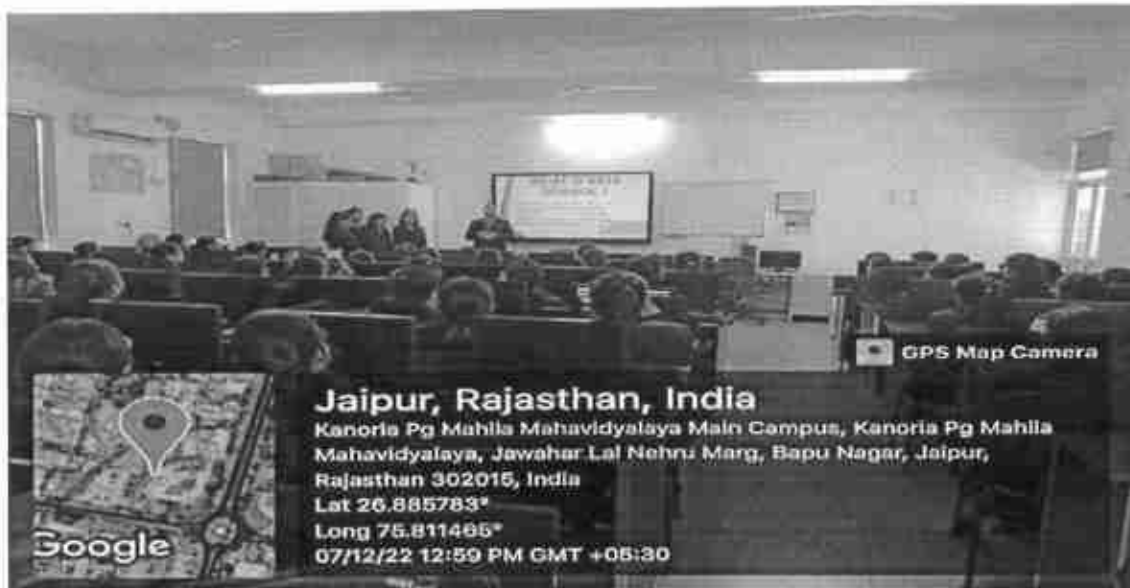 GPS Map Camera
Jaipur, Rajasthan, India
Kanoria Pg Mahila Mahavidyalaya Main Campus, Kanoria Pg Mahila
Mahavidyalaya, Jawahar Lal Nehru Marg, Bapu Nagar, Jaipur,
Rajasthan 302015, India
Lat 26.885783°
Long 75.811465°
07/12/22 12:59 PM GMT +05:30
Google